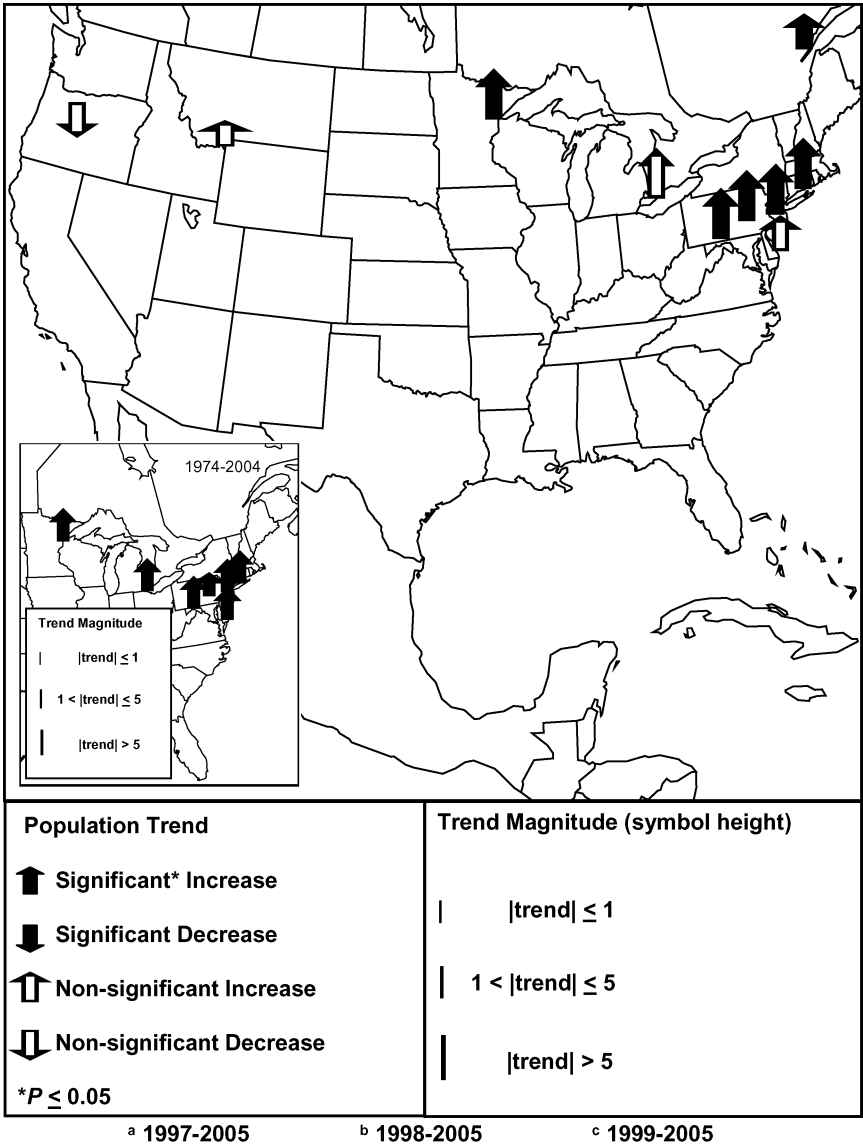 1974-2004
Trend Magnitude
|trend| ≤ 1
1 < |trend| ≤ 5
|trend| > 5
Population Trend
Significant* Increase
Significant Decrease
Non-significant Increase
Non-significant Decrease
*P ≤ 0.05
Trend Magnitude (symbol height)
|trend| ≤ 1
1 < |trend| ≤ 5
|trend| > 5
a 1997-2005 b 1998-2005 c 1999-2005